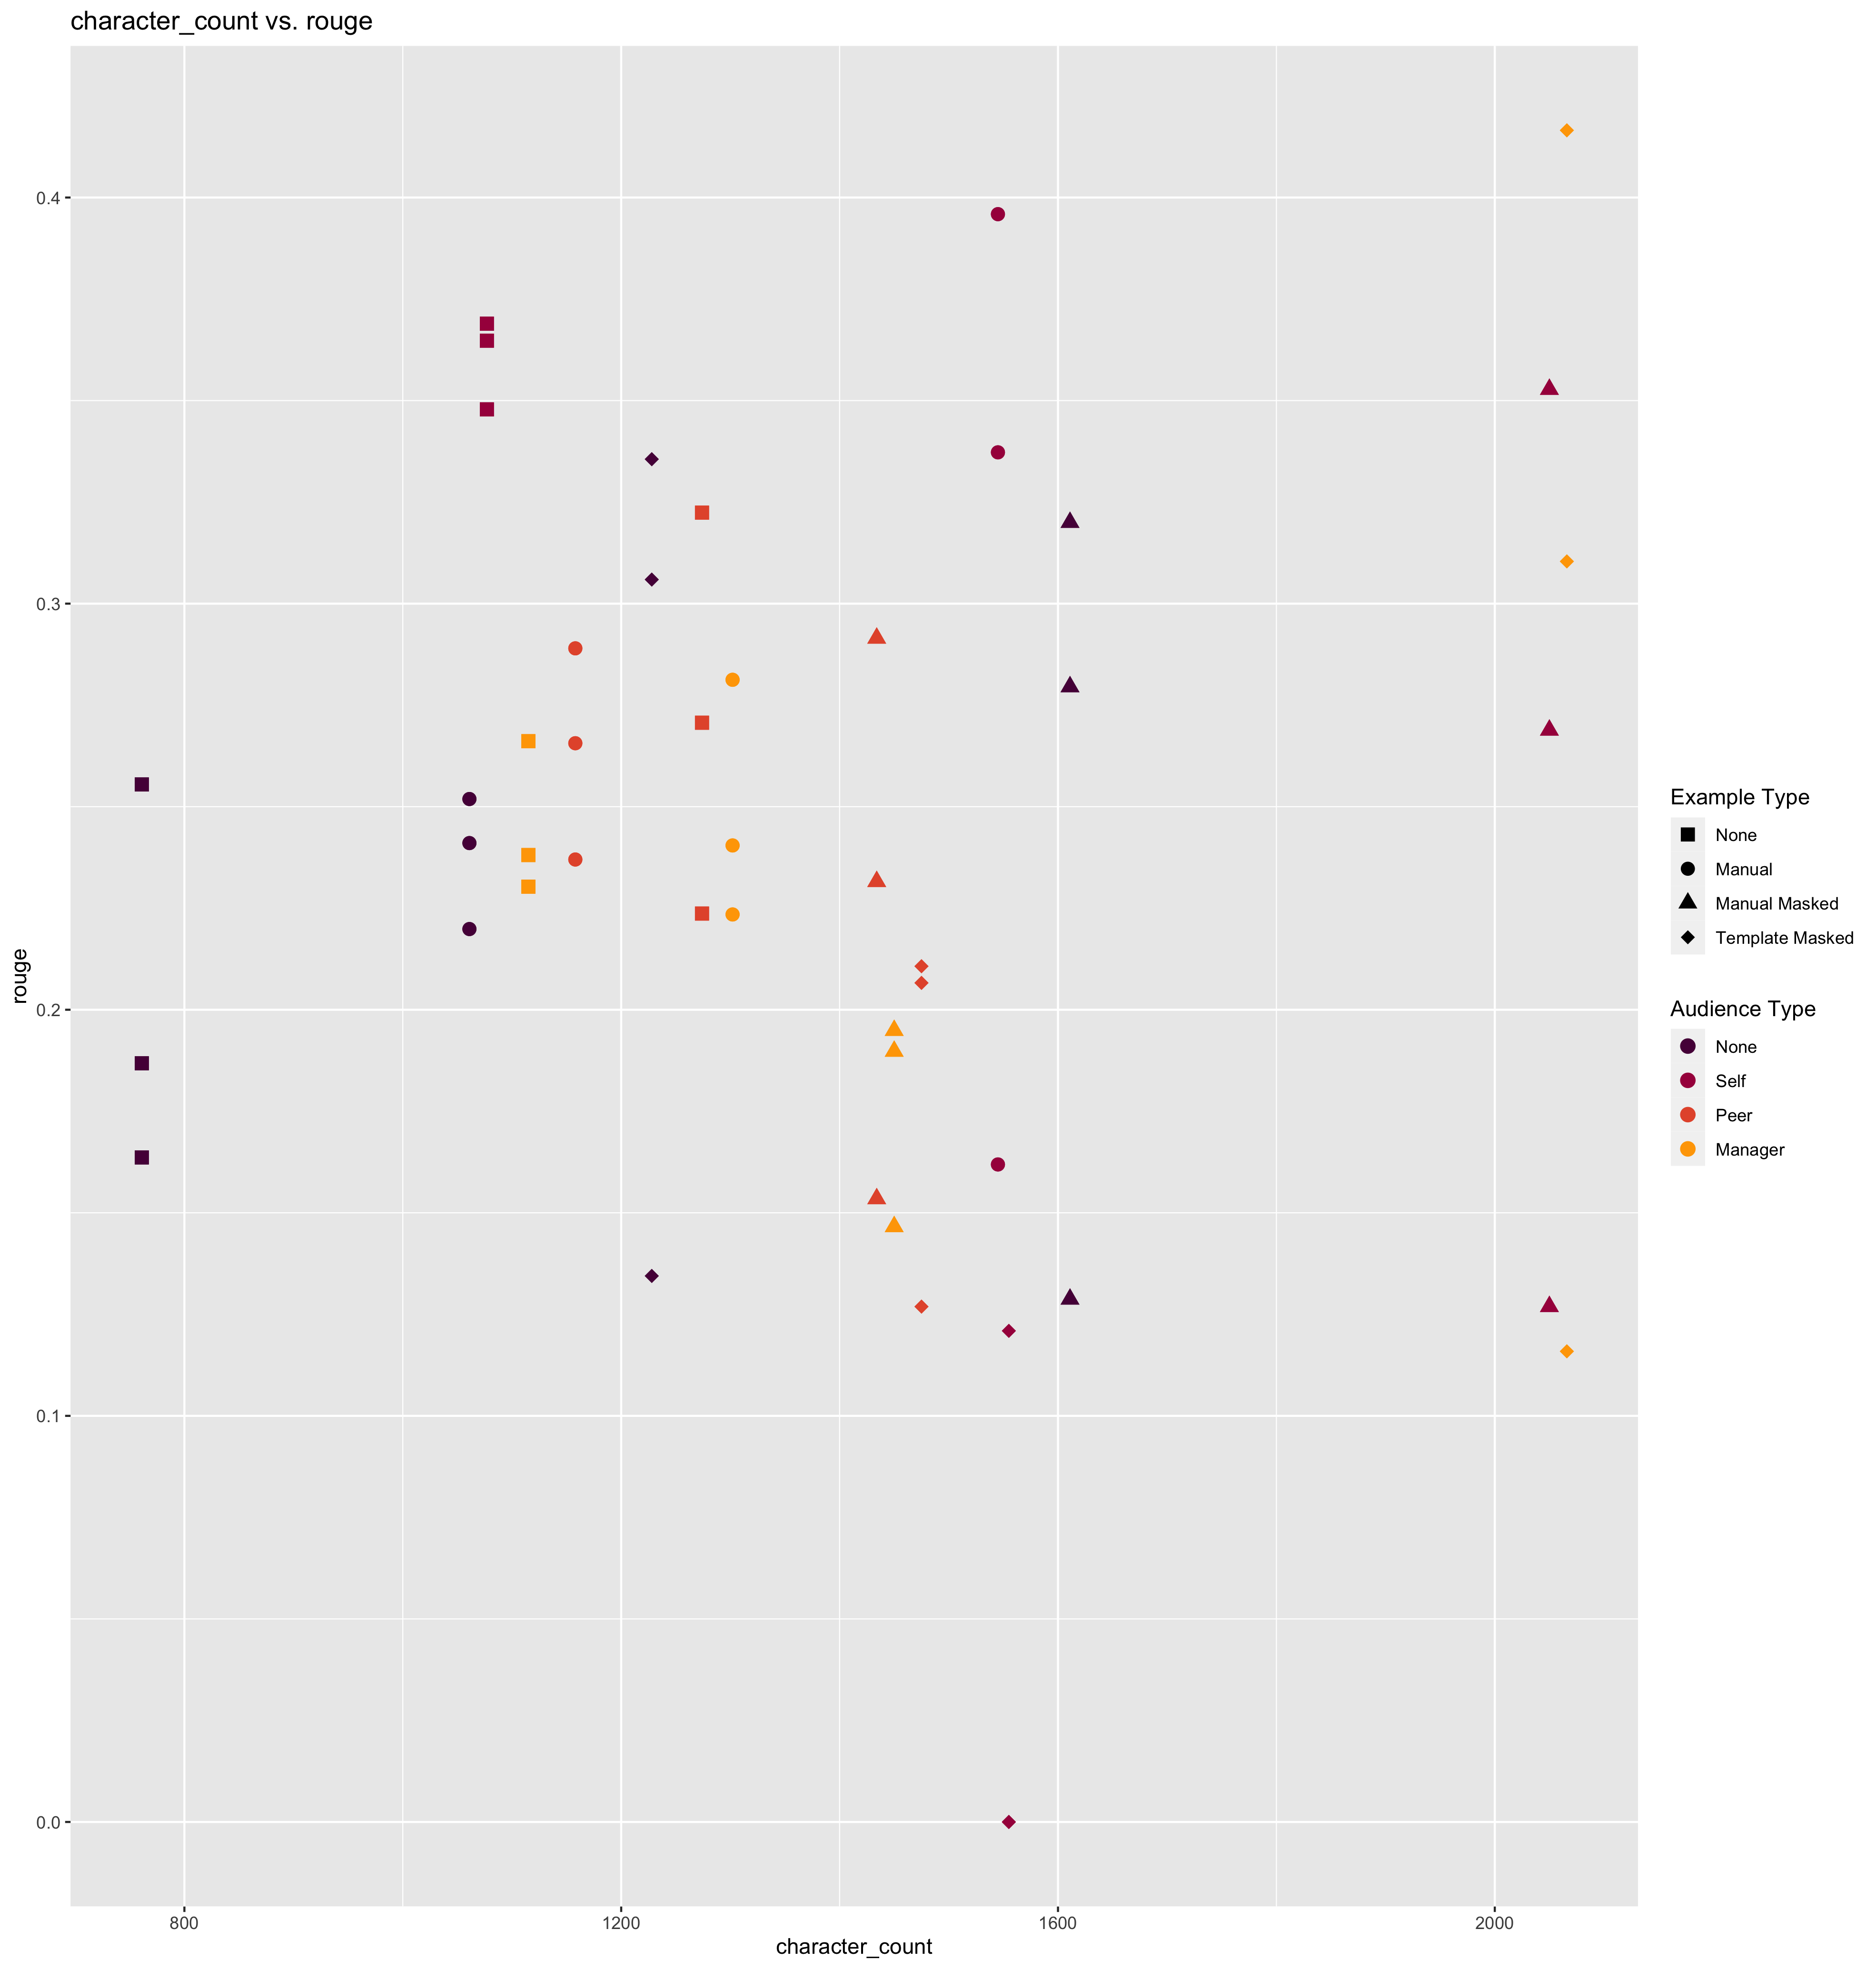 character_count vs. rouge
0.4
0.3
0.2
0.1
0.0
rouge
800
1200
1600
2000
character_count
Example Type
None
Manual
Manual Masked
Template Masked
Audience Type
None
Self
Peer
Manager